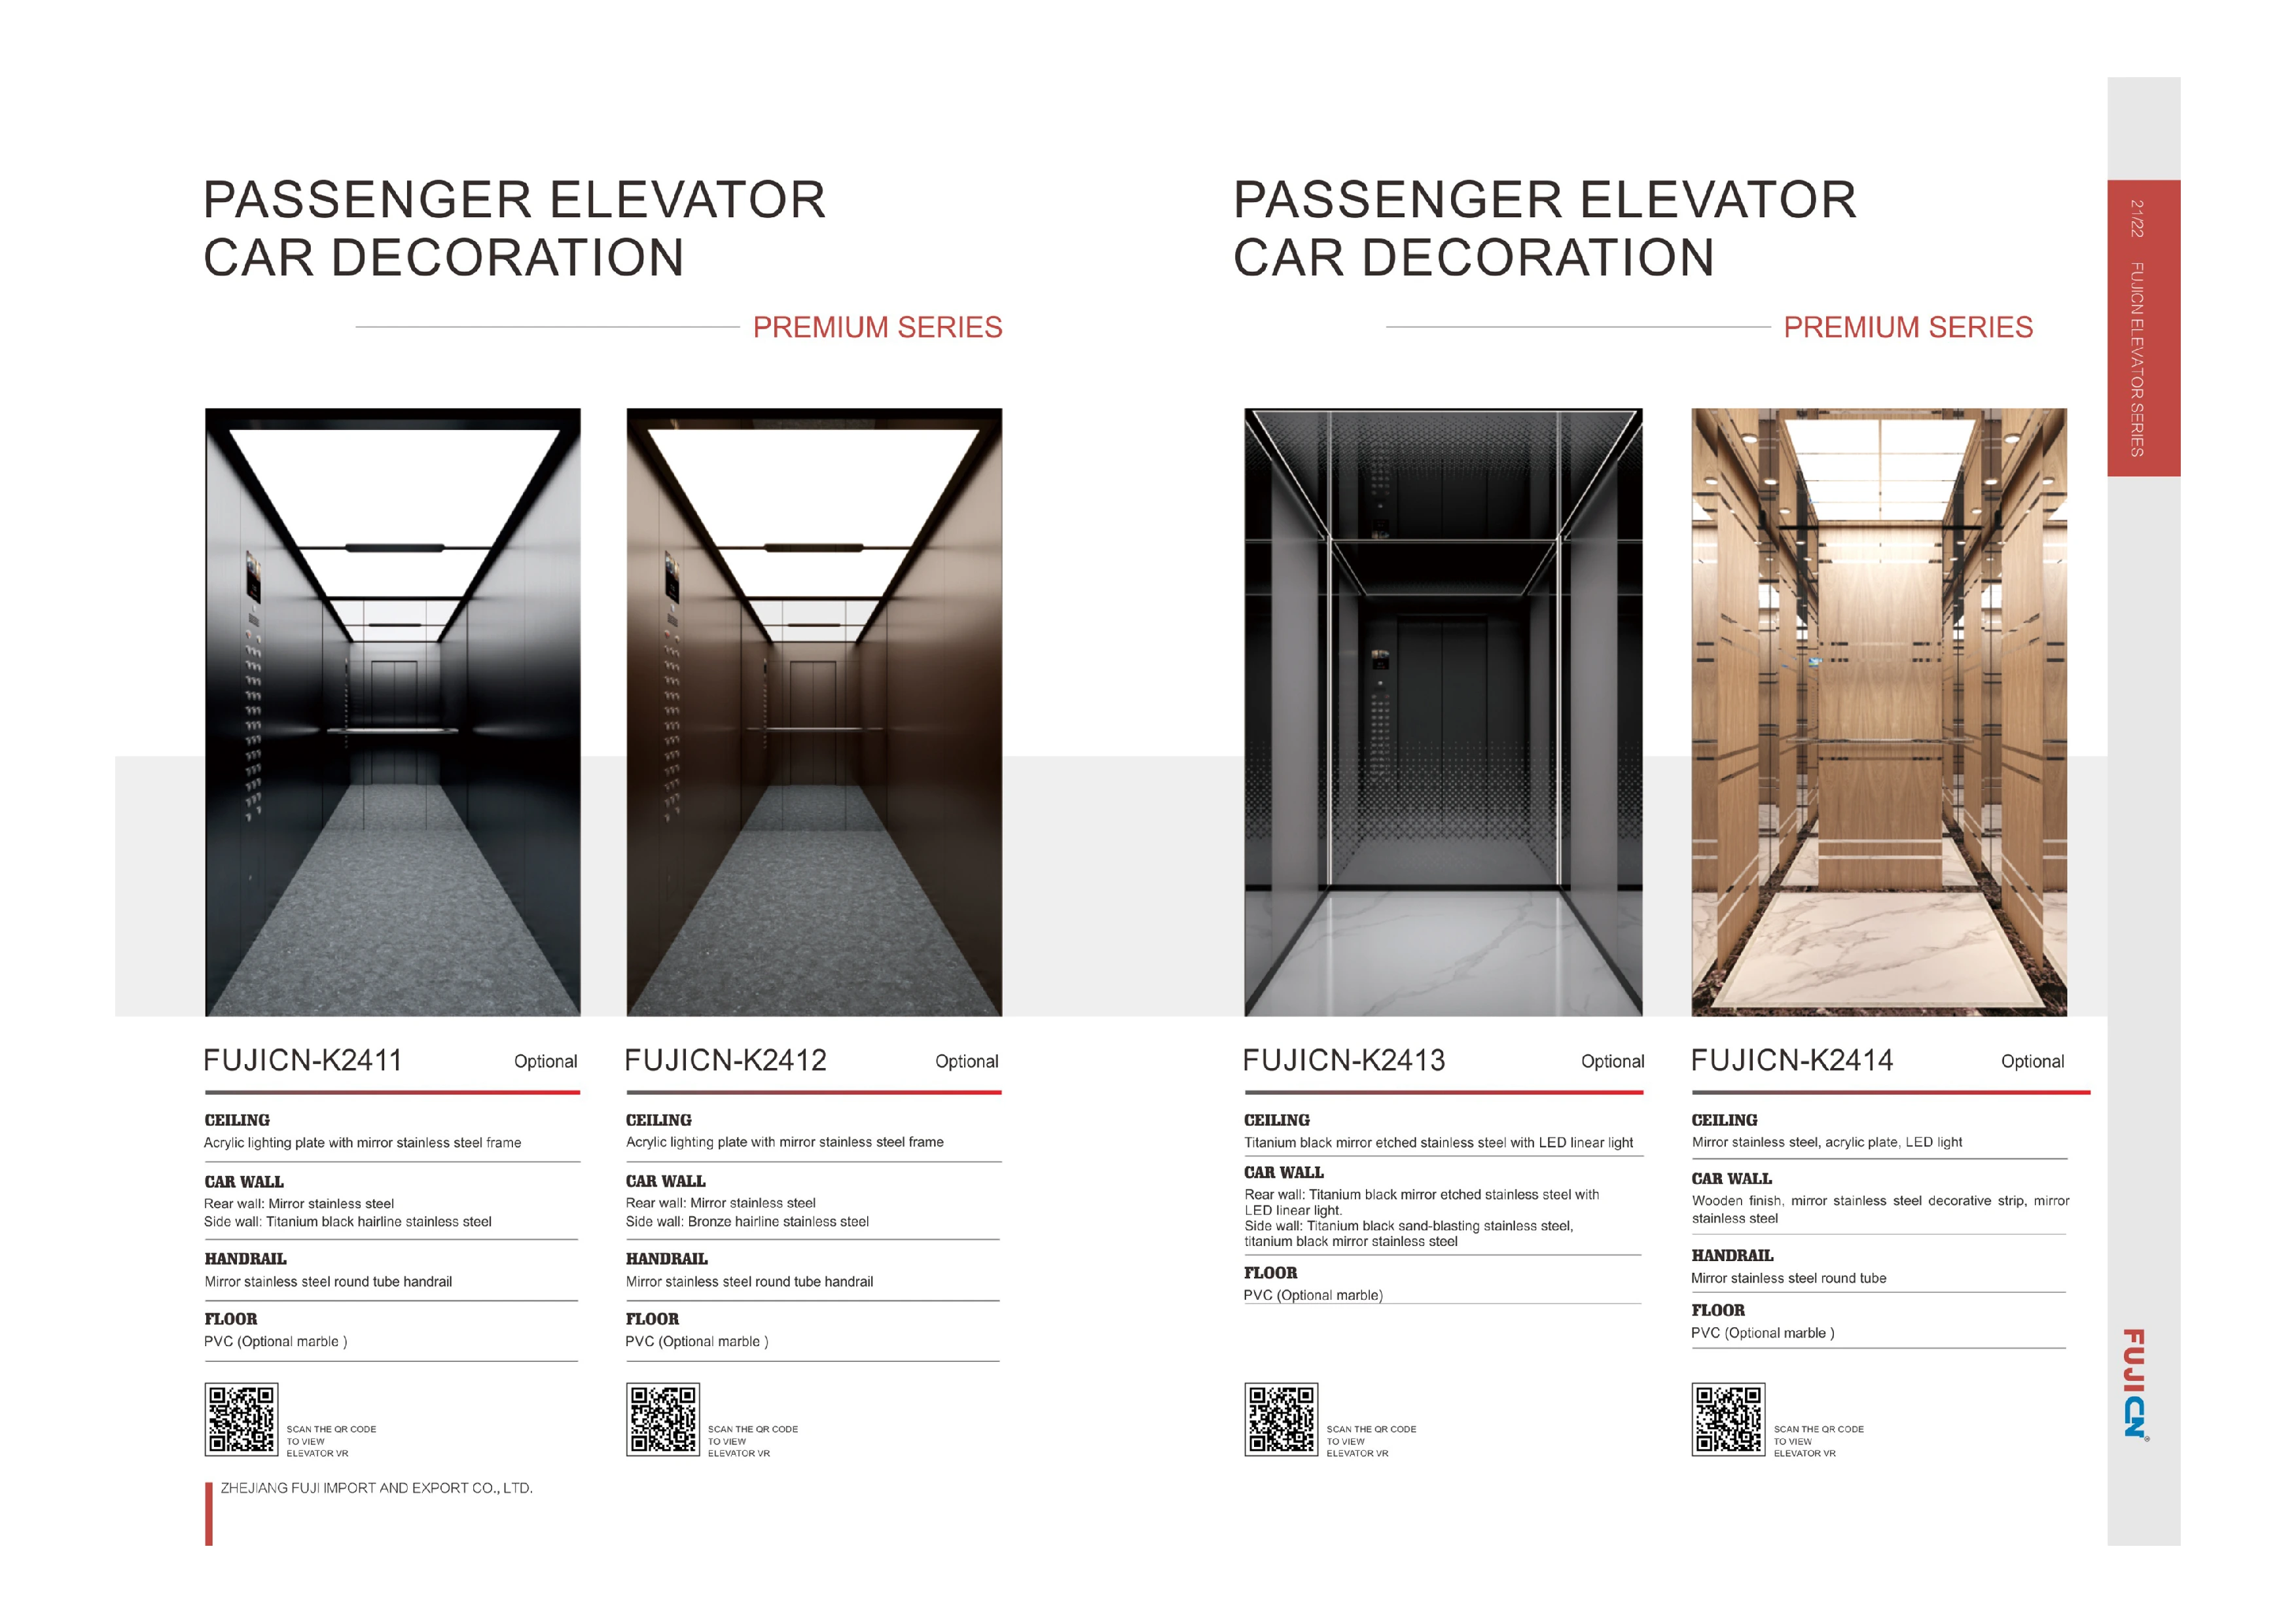 PASSENGER ELEVATOR
CAR DECORATION
PREMIUM SERIES
FUJICN-K2411
Optional
CEILING
Acrylic lighting plate with mirror stainless steel frame
CAR WALL
Rear wall: Mirror stainless steel
Side wall: Titanium black hairline stainless steel
HANDRAIL
Mirror stainless steel round tube handrail
FLOOR
PVC (Optional marble )
SCAN THE QR CODE
TO VIEW
ELEVATOR VR
FUJICN-K2412
Optional
CEILING
Acrylic lighting plate with mirror stainless steel frame
CAR WALL
Rear wall: Mirror stainless steel
Side wall: Bronze hairline stainless steel
HANDRAIL
Mirror stainless steel round tube handrail
FLOOR
PVC (Optional marble )
SCAN THE QR CODE
TO VIEW
ELEVATOR VR
ZHEJIANG FUJI IMPORT AND EXPORT CO., LTD.
PASSENGER ELEVATOR
CAR DECORATION
PREMIUM SERIES
FUJICN-K2413
Optional
CEILING
Titanium black mirror etched stainless steel with LED linear light
CAR WALL
Rear wall: Titanium black mirror etched stainless steel with
LED linear light.
Side wall: Titanium black sand-blasting stainless steel,
titanium black mirror stainless steel
FLOOR
PVC (Optional marble)
SCAN THE QR CODE
TO VIEW
ELEVATOR VR
FUJICN-K2414
Optional
CEILING
Mirror stainless steel, acrylic plate, LED light
CAR WALL
Wooden finish, mirror stainless steel decorative strip, mirror
stainless steel
HANDRAIL
Mirror stainless steel round tube
FLOOR
PVC (Optional marble )
SCAN THE QR CODE
TO VIEW
ELEVATOR VR
21/22 FUJICN ELEVATOR SERIES
FUJICN®